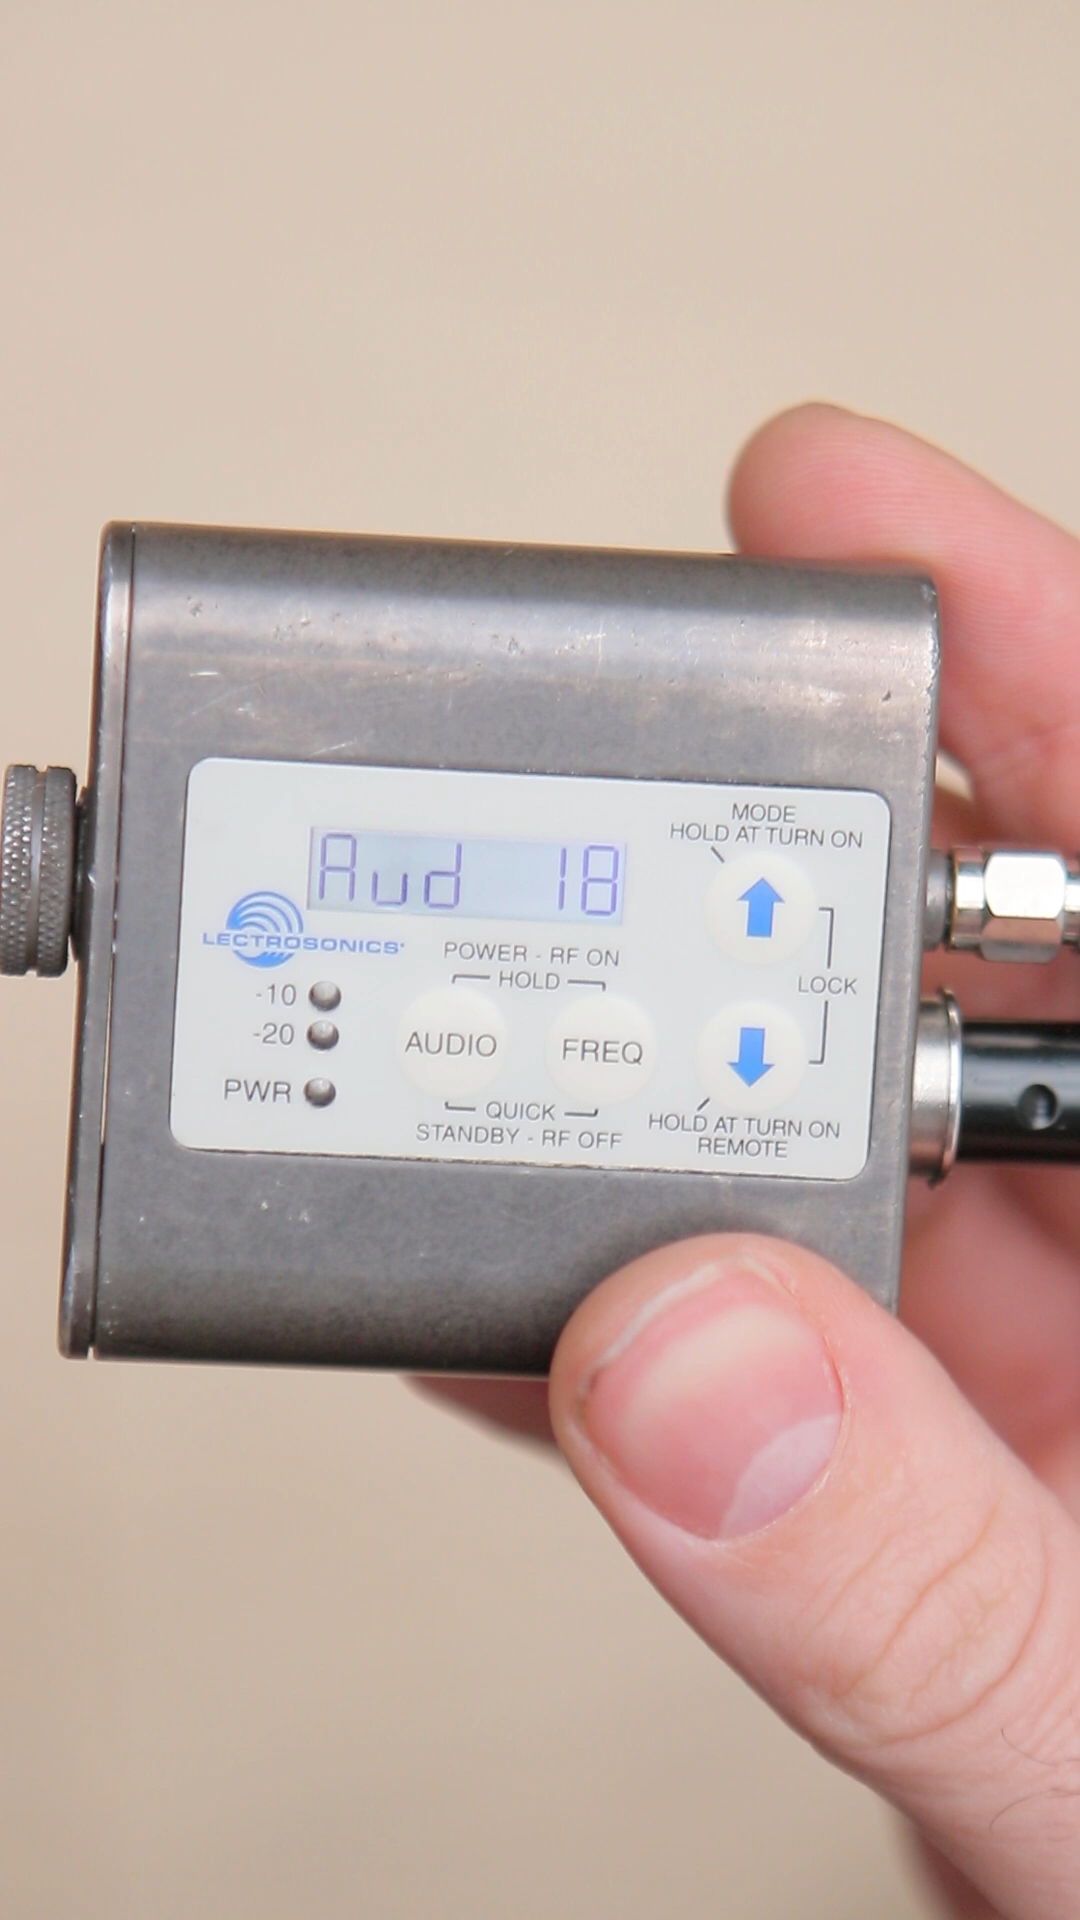 Aud 18
LECTROSONICS
-10
-20
PWR
POWER - RF ON
HOLD
AUDIO
FREQ
QUICK
STANDBY - RF OFF
MODE
HOLD AT TURN ON
LOCK
HOLD AT TURN ON
REMOTE